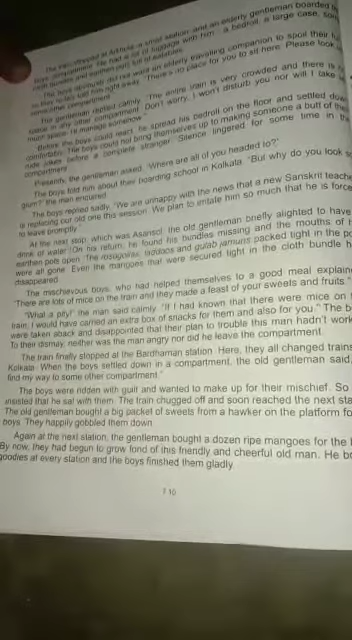 The train stopped at a small station and an elderly gentleman boarded
compartment. He had a lot of luggage with him - a bedroll, a large case, som
cloth bundles and earthen pots full of eatables.
The boys obviously did not want an elderly travelling companion to spoil their fu
so they told him right away, "There's no place for you to sit here. Please look
some other compartment."
The gentleman replied calmly, "The entire train is very crowded and there is
space in any other compartment. Don't worry, I won't disturb you nor will I take
much space. I'll manage somehow."
Before the boys could react, he spread his bedroll on the floor and settled dow
comfortably. The boys could not bring themselves up to making someone a butt of the
rude jokes before a complete stranger. Silence lingered for some time in th
compartment.
Presently, the gentleman asked, "Where are all of you headed to?"
The boys told him about their boarding school in Kolkata. "But why do you look s
glum?" the man enquired.
The boys replied sadly, "We are unhappy with the news that a new Sanskrit teache
is replacing our old one this session. We plan to irritate him so much that he is force
to leave promptly."
At the next stop, which was Asansol, the old gentleman briefly alighted to have
drink of water. On his return, he found his bundles missing and the mouths of
earthen pots open. The rosogollas, laddoos and gulab jamuns packed tight in the po
were all gone. Even the mangoes that were secured tight in the cloth bundle h
disappeared.
The mischievous boys, who had helped themselves to a good meal explaine
"There are lots of mice on the train and they made a feast of your sweets and fruits."
"What a pity!" the man said calmly. "If I had known that there were mice on
train, I would have carried an extra box of snacks for them and also for you." The b
were taken aback and disappointed that their plan to trouble this man hadn't work
To their dismay, neither was the man angry nor did he leave the compartment.
The train finally stopped at the Bardhaman station. Here, they all changed trains
Kolkata. When the boys settled down in a compartment, the old gentleman said,
find my way to some other compartment."
The boys were ridden with guilt and wanted to make up for their mischief. So
insisted that he sat with them. The train chugged off and soon reached the next sta
The old gentleman bought a big packet of sweets from a hawker on the platform fo
boys. They happily gobbled them down.
Again at the next station, the gentleman bought a dozen ripe mangoes for the
By now, they had begun to grow fond of this friendly and cheerful old man. He bo
goodies at every station and the boys finished them gladly.
110